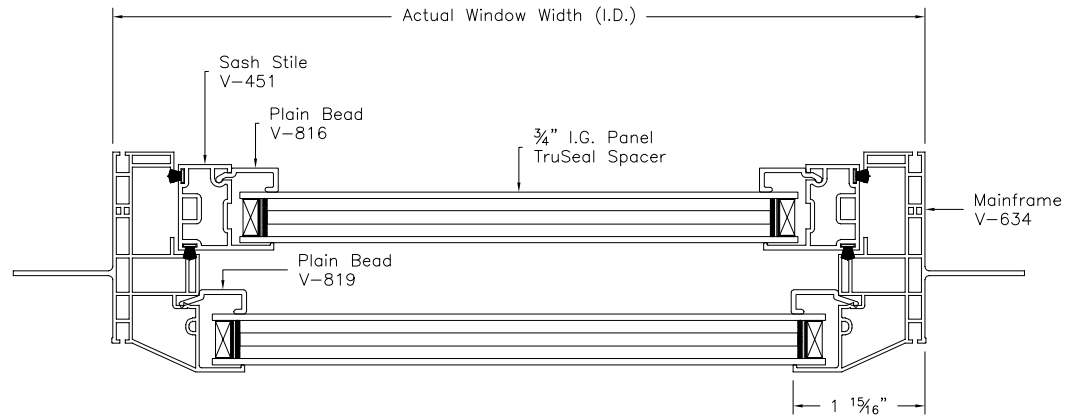 Actual Window Width (I.D.)
Sash Stile
V-451
Plain Bead
V-816
¾" I.G. Panel
TruSeal Spacer
Mainframe
V-634
Plain Bead
V-819
1 15/16"